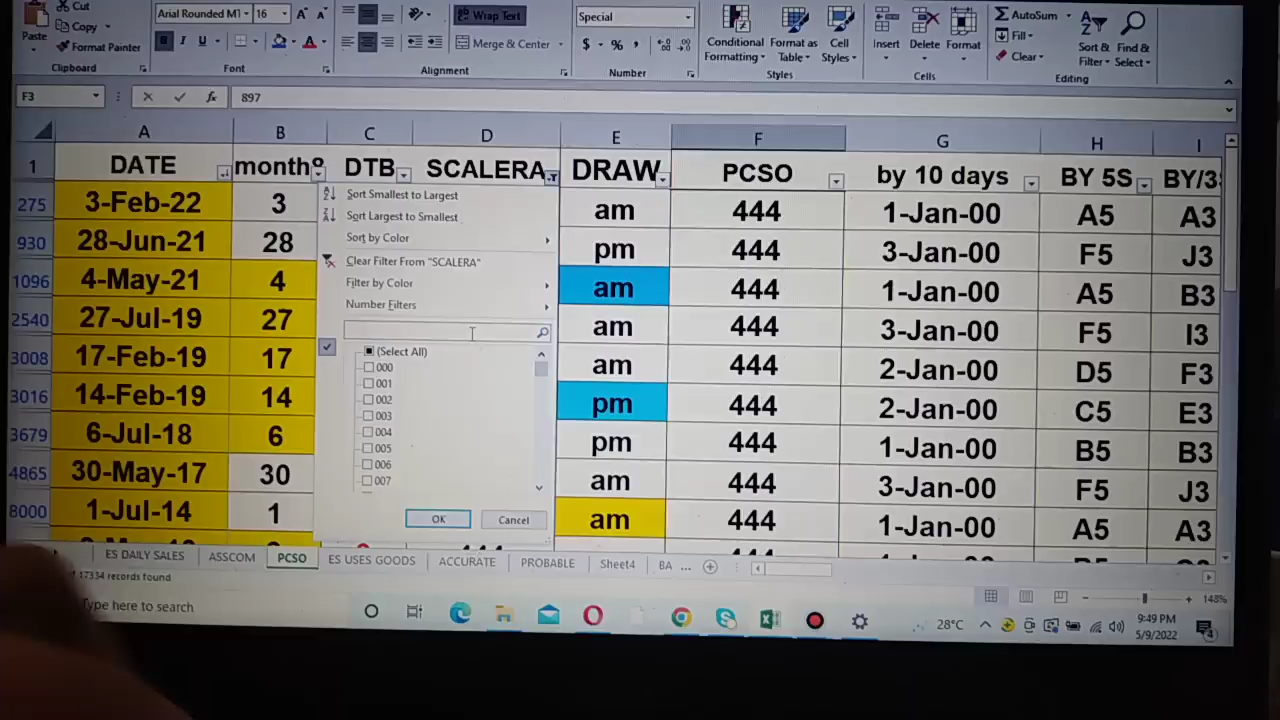 Cut
Arial Rounded MT 16 A A
Wrap Text
Special
AutoSum
Paste
Copy
Fill
Format Painter
B I U A
Merge & Center
$ % ,
Conditional Formatting
Format as Table
Cell Styles
Insert Delete Format
Clear
Sort & Filter
Find & Select
Clipboard Font Alignment Number Styles Cells Editing
F3 fx 897
A B C D E F G H I
1 DATE month DTB SCALERA DRAW PCSO by 10 days BY 5S BY/3
275 3-Feb-22 3 am 444 1-Jan-00 A5 A3
930 28-Jun-21 28 pm 444 3-Jan-00 F5 J3
1096 4-May-21 4 am 444 1-Jan-00 A5 B3
2540 27-Jul-19 27 am 444 3-Jan-00 F5 I3
3008 17-Feb-19 17 am 444 2-Jan-00 D5 F3
3016 14-Feb-19 14 pm 444 2-Jan-00 C5 E3
3679 6-Jul-18 6 pm 444 1-Jan-00 B5 B3
4865 30-May-17 30 am 444 3-Jan-00 F5 J3
8000 1-Jul-14 1 am 444 1-Jan-00 A5 A3
Sort Smallest to Largest
Sort Largest to Smallest
Sort by Color
Clear Filter From "SCALERA"
Filter by Color
Number Filters
(Select All)
000
001
002
003
004
005
006
007
OK Cancel
ES DAILY SALES ASSCOM PCSO ES USES GOODS ACCURATE PROBABLE Sheet4 BA ...
17334 records found
148%
Type here to search
28°C
9:49 PM
5/9/2022
4